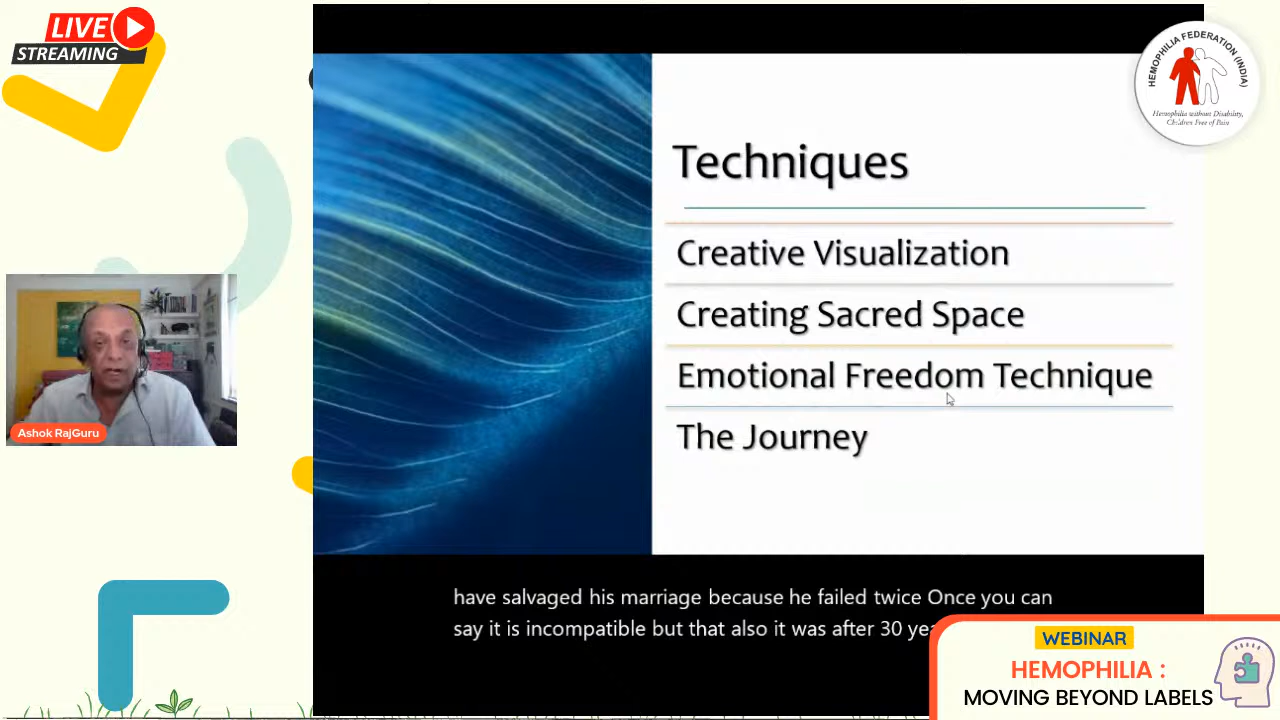 LIVE
STREAMING
HEMOPHILIA FEDERATION (INDIA)
Hemophilia without Disability,
Children Free of Pain
Techniques
Creative Visualization
Creating Sacred Space
Emotional Freedom Technique
The Journey
Ashok RajGuru
have salvaged his marriage because he failed twice Once you can
say it is incompatible but that also it was after 30
WEBINAR
HEMOPHILIA :
MOVING BEYOND LABELS